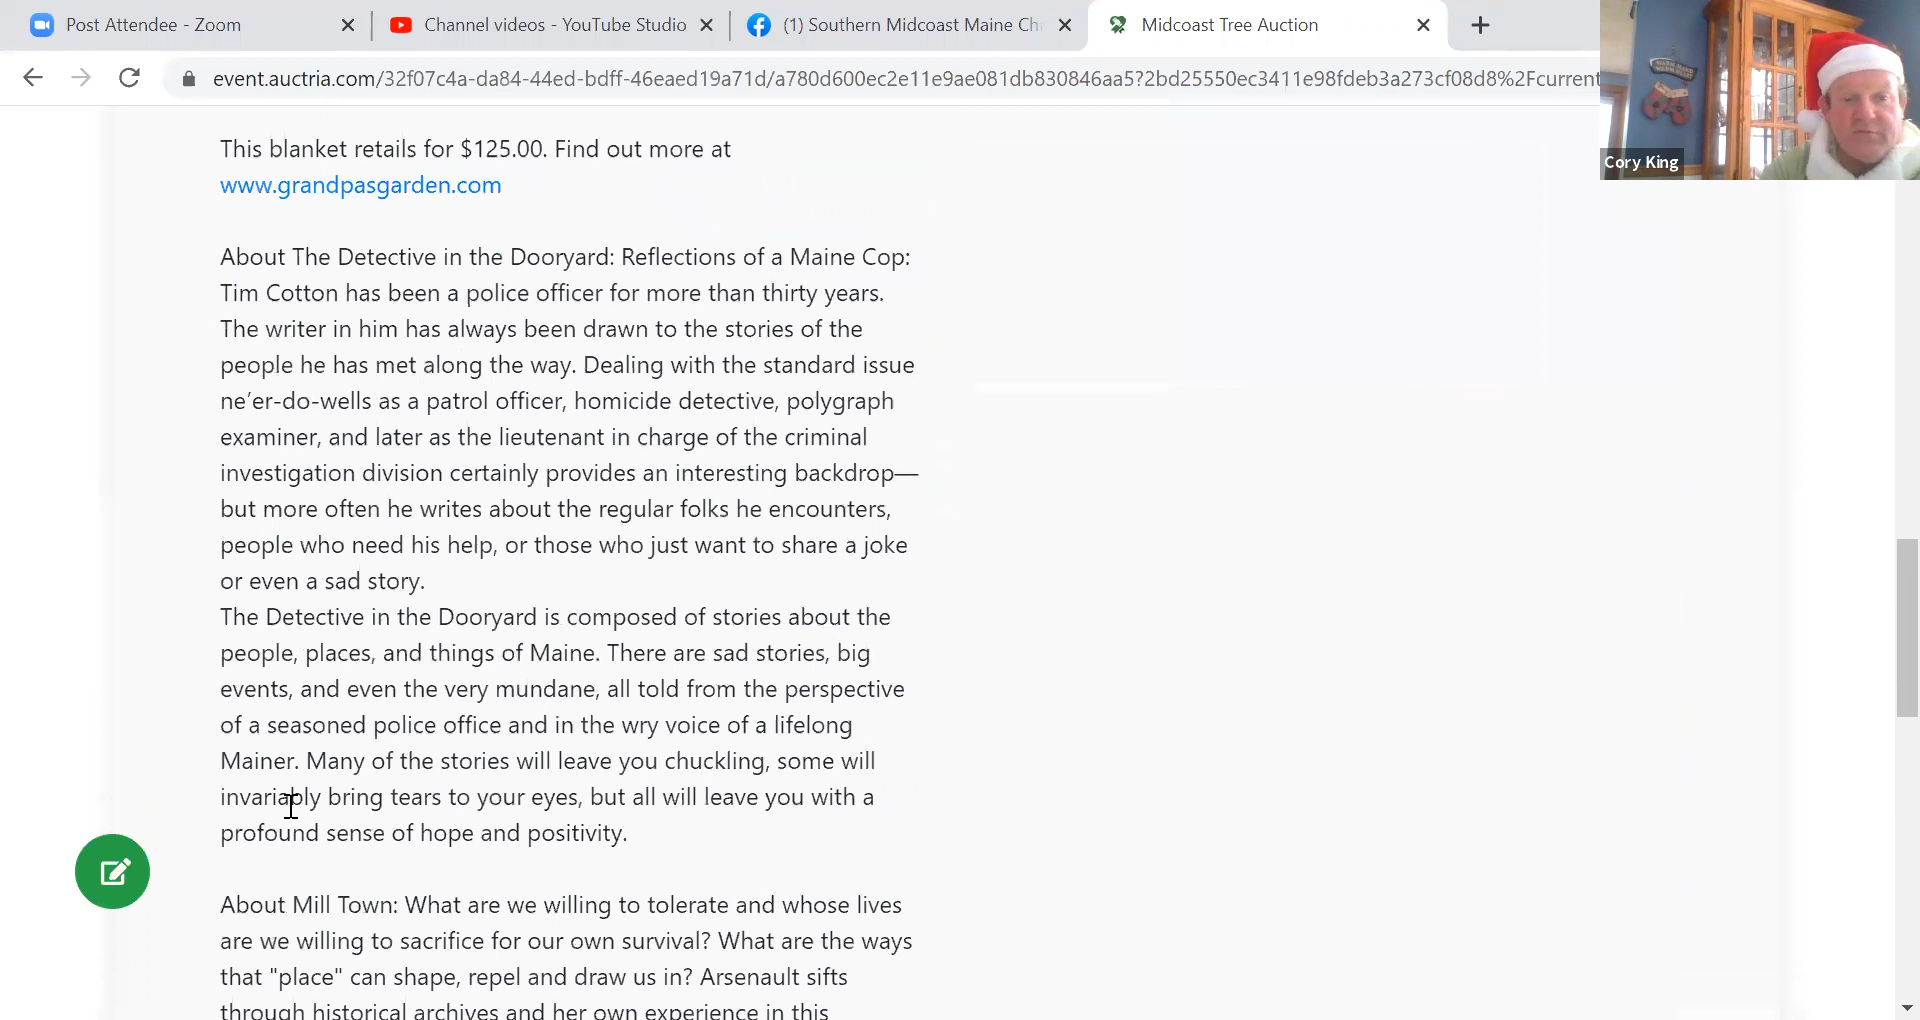 Post Attendee - Zoom
Channel videos - YouTube Studio
(1) Southern Midcoast Maine Ch
Midcoast Tree Auction
event.auctria.com/32f07c4a-da84-44ed-bdff-46eaed19a71d/a780d600ec2e11e9ae081db830846aa5?2bd25550ec3411e98fdeb3a273cf08d8%2Fcurrent
Cory King
This blanket retails for $125.00. Find out more at
www.grandpasgarden.com
About The Detective in the Dooryard: Reflections of a Maine Cop:
Tim Cotton has been a police officer for more than thirty years.
The writer in him has always been drawn to the stories of the
people he has met along the way. Dealing with the standard issue
ne’er-do-wells as a patrol officer, homicide detective, polygraph
examiner, and later as the lieutenant in charge of the criminal
investigation division certainly provides an interesting backdrop—
but more often he writes about the regular folks he encounters,
people who need his help, or those who just want to share a joke
or even a sad story.
The Detective in the Dooryard is composed of stories about the
people, places, and things of Maine. There are sad stories, big
events, and even the very mundane, all told from the perspective
of a seasoned police office and in the wry voice of a lifelong
Mainer. Many of the stories will leave you chuckling, some will
invariably bring tears to your eyes, but all will leave you with a
profound sense of hope and positivity.
About Mill Town: What are we willing to tolerate and whose lives
are we willing to sacrifice for our own survival? What are the ways
that "place" can shape, repel and draw us in? Arsenault sifts
through historical archives and her own experience in this